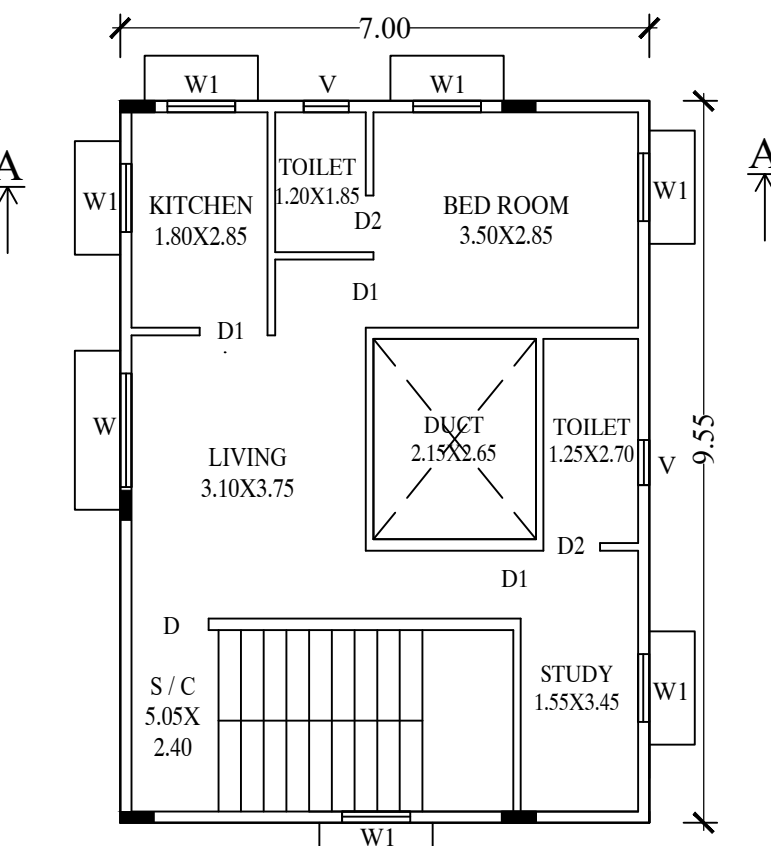 7.00
W1
V
W1
A
A
TOILET
1.20X1.85
W1
KITCHEN
1.80X2.85
D2
BED ROOM
3.50X2.85
W1
D1
D1
W
LIVING
3.10X3.75
DUCT
2.15X2.65
TOILET
1.25X2.70
V
9.55
D2
D1
D
S / C
5.05X
2.40
STUDY
1.55X3.45
W1
W1